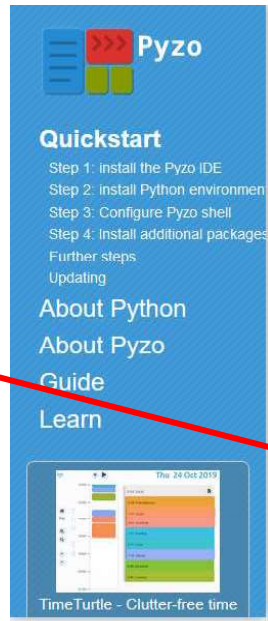 Pyzo
Quickstart
Step 1: install the Pyzo IDE
Step 2: install Python environmen
Step 3: Configure Pyzo shell
Step 4: Install additional packages
Further steps
Updating
About Python
About Pyzo
Guide
Learn
Thu 24 Oct 2019
TimeTurtle - Clutter-free time